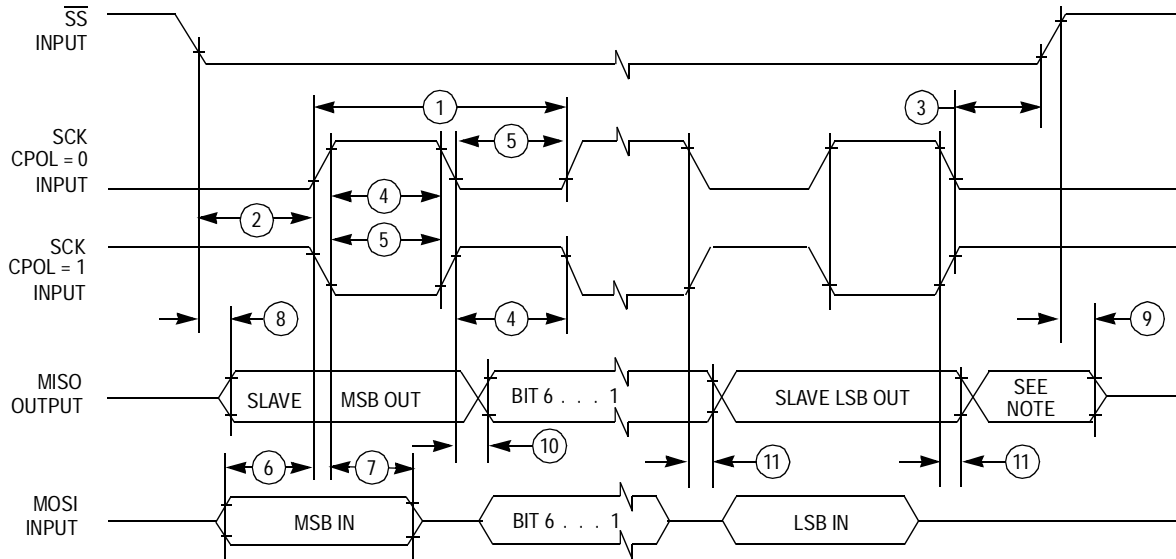 SS
INPUT
1
3
SCK
CPOL = 0
INPUT
5
4
2
SCK
CPOL = 1
INPUT
5
4
8
9
MISO
OUTPUT
SLAVE MSB OUT
BIT 6 . . . 1
SLAVE LSB OUT
SEE
NOTE
10
11
11
6
7
MOSI
INPUT
MSB IN
BIT 6 . . . 1
LSB IN